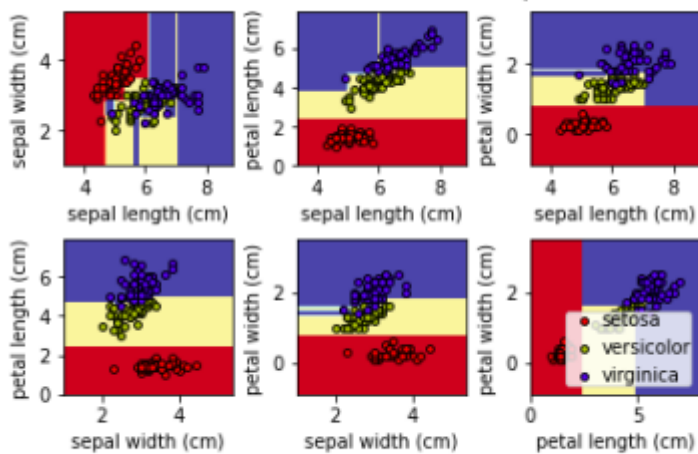 sepal width (cm)
4
2
4 6 8
sepal length (cm)
petal length (cm)
6
4
2
0
4 6 8
sepal length (cm)
petal width (cm)
2
0
4 6 8
sepal length (cm)
petal length (cm)
6
4
2
0
2 4
sepal width (cm)
petal width (cm)
2
0
2 4
sepal width (cm)
petal width (cm)
2
0
0 5
petal length (cm)
setosa
versicolor
virginica